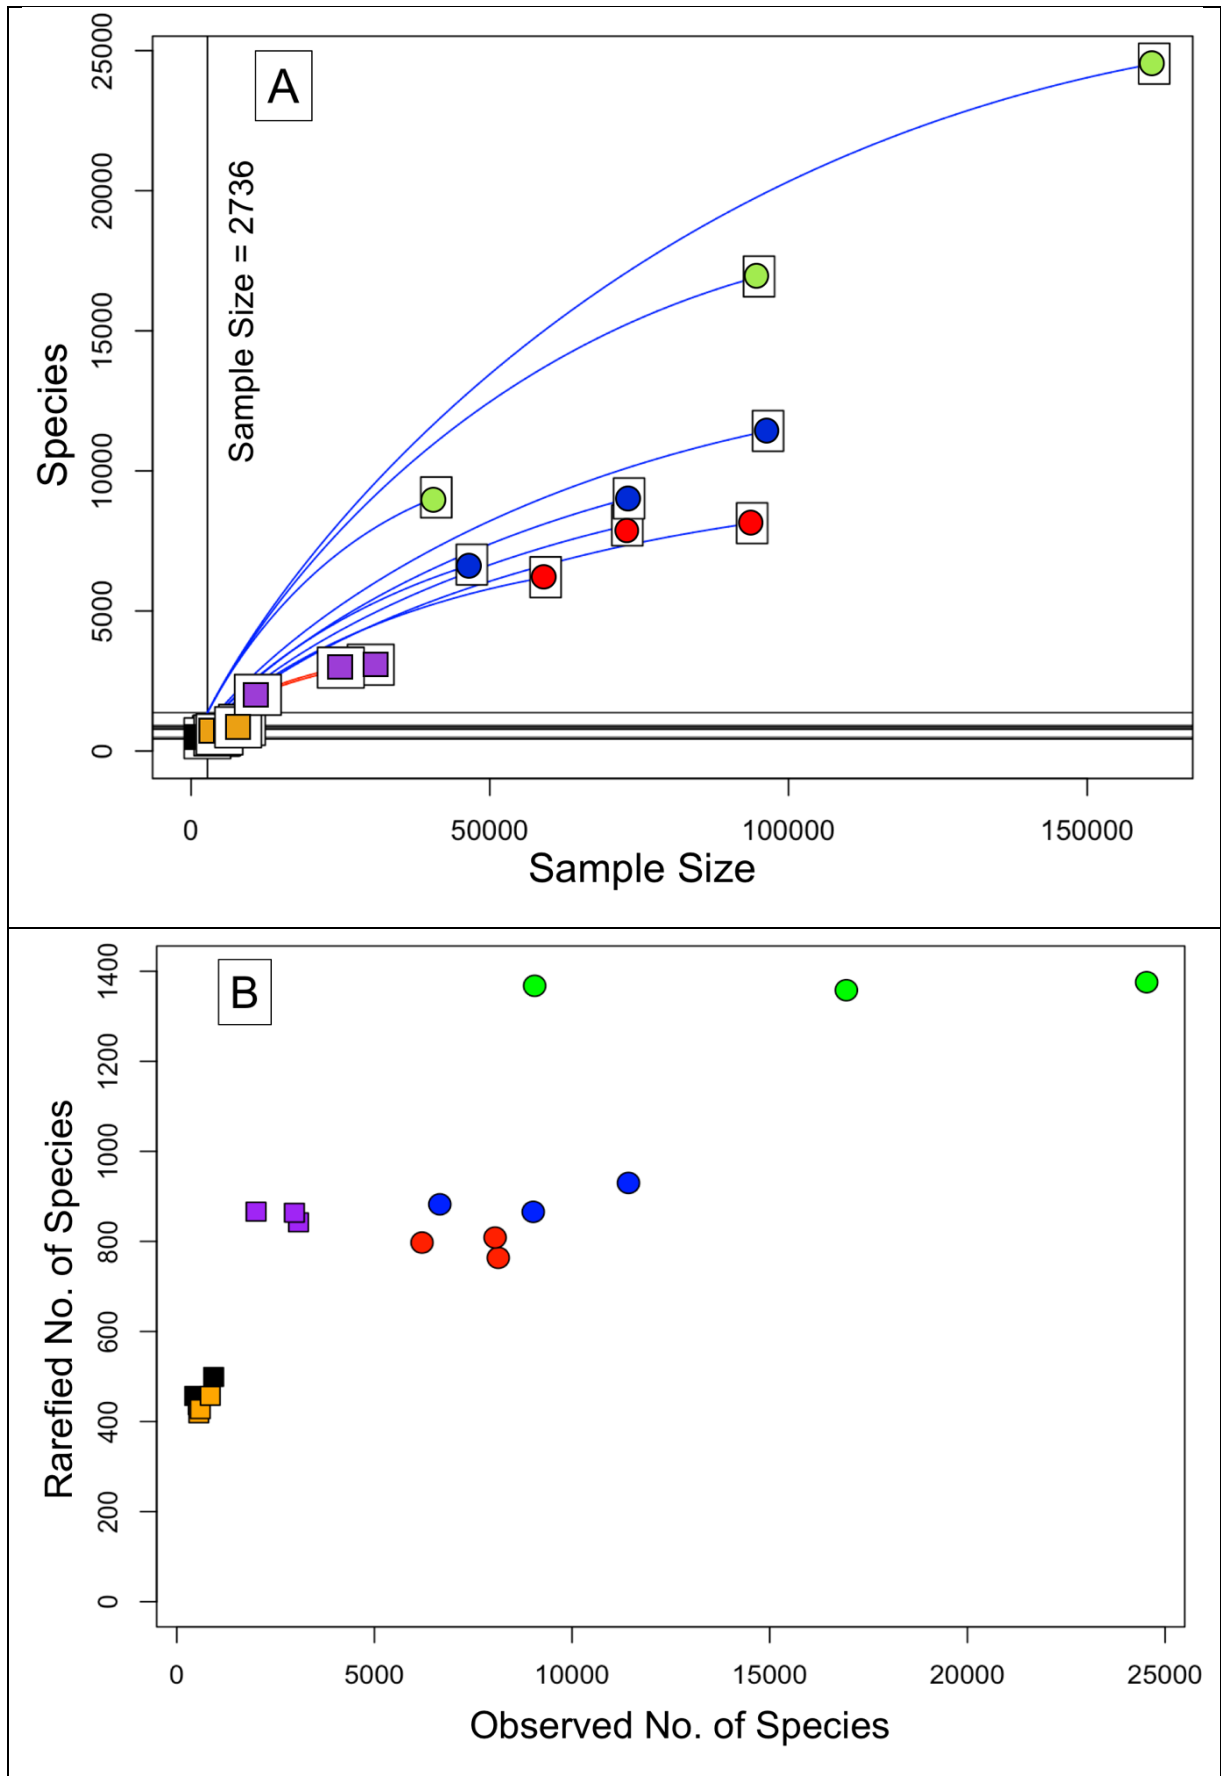 A
Sample Size = 2736
Species
25000
20000
15000
10000
5000
0
0 50000 100000 150000
Sample Size
B
Rarefied No. of Species
1400
1200
1000
800
600
400
200
0
0 5000 10000 15000 20000 25000
Observed No. of Species